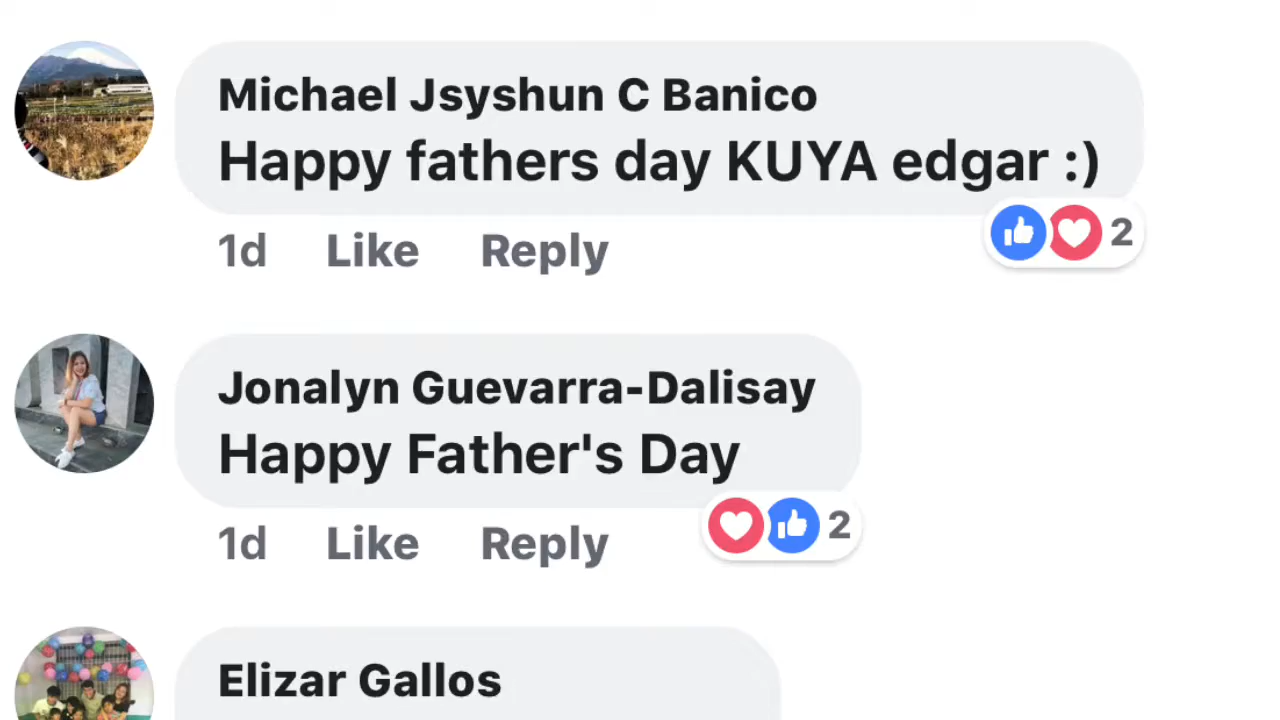 Michael Jsyshun C Banico
Happy fathers day KUYA edgar :)
1d Like Reply
2
Jonalyn Guevarra-Dalisay
Happy Father's Day
1d Like Reply
2
Elizar Gallos